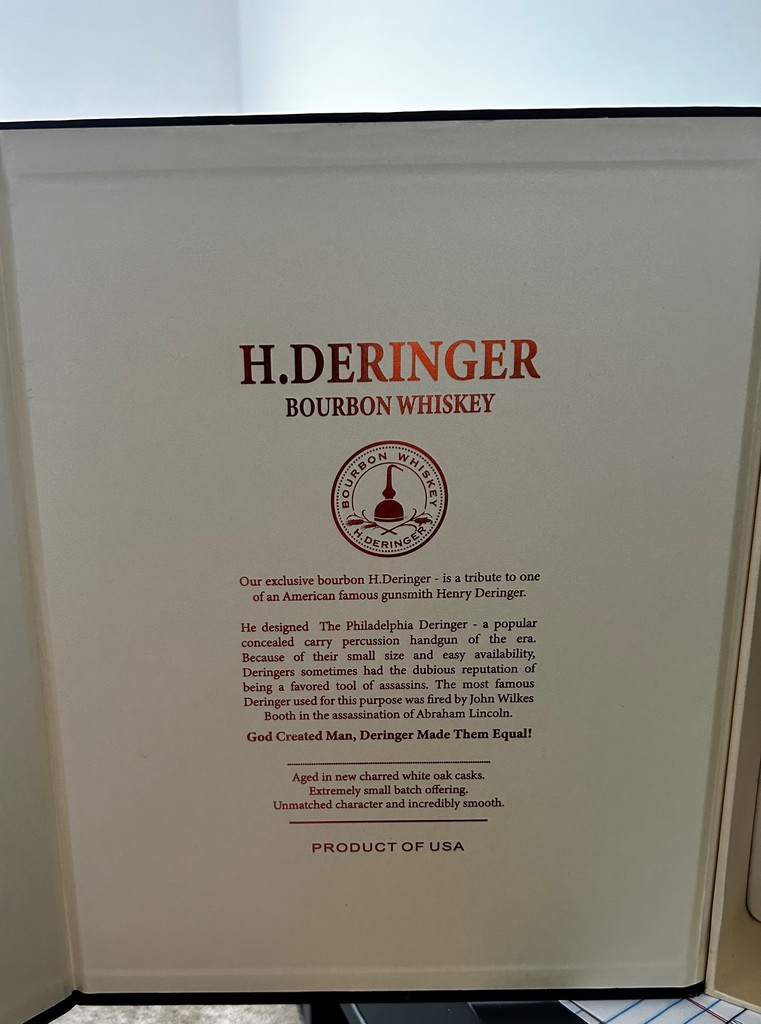 H.DERINGER
BOURBON WHISKEY
BOURBON WHISKEY
H.DERINGER
Our exclusive bourbon H.Deringer - is a tribute to one
of an American famous gunsmith Henry Deringer.
He designed The Philadelphia Deringer - a popular
concealed carry percussion handgun of the era.
Because of their small size and easy availability,
Deringers sometimes had the dubious reputation of
being a favored tool of assassins. The most famous
Deringer used for this purpose was fired by John Wilkes
Booth in the assassination of Abraham Lincoln.
God Created Man, Deringer Made Them Equal!
Aged in new charred white oak casks.
Extremely small batch offering.
Unmatched character and incredibly smooth.
PRODUCT OF USA